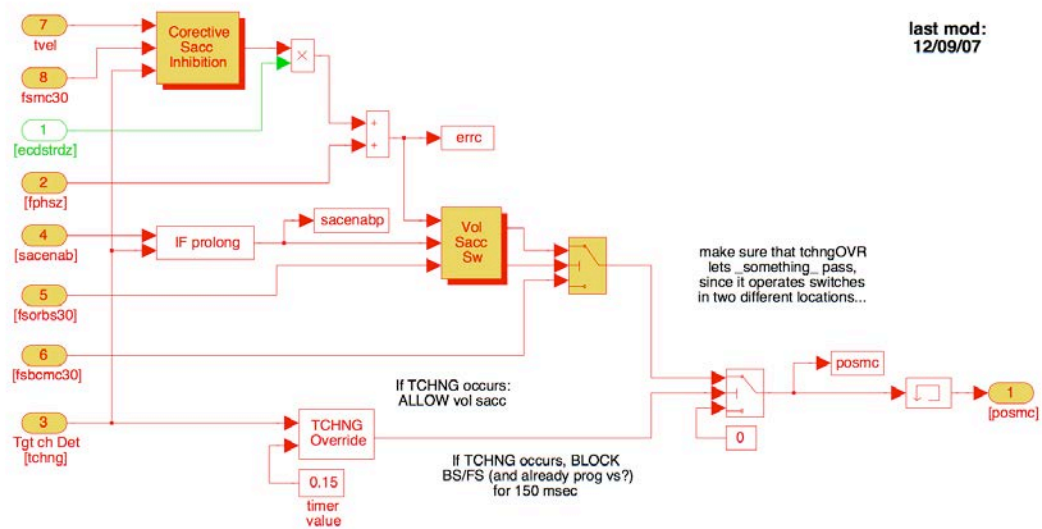 7
tvel
8
fsmc30
1
[ecdstrdz]
2
[fphsz]
4
[sacenab]
5
[fsorbs30]
6
[fsbcmc30]
3
Tgt ch Det
[tchng]
Corective
Sacc
Inhibition
×
+
+
errc
sacenabp
IF prolong
Vol
Sacc
Sw
last mod:
12/09/07
make sure that tchngOVR
lets _something_ pass,
since it operates switches
in two different locations...
If TCHNG occurs:
ALLOW vol sacc
TCHNG
Override
0.15
timer
value
If TCHNG occurs, BLOCK
BS/FS (and already prog vs?)
for 150 msec
posmc
0
1
[posmc]